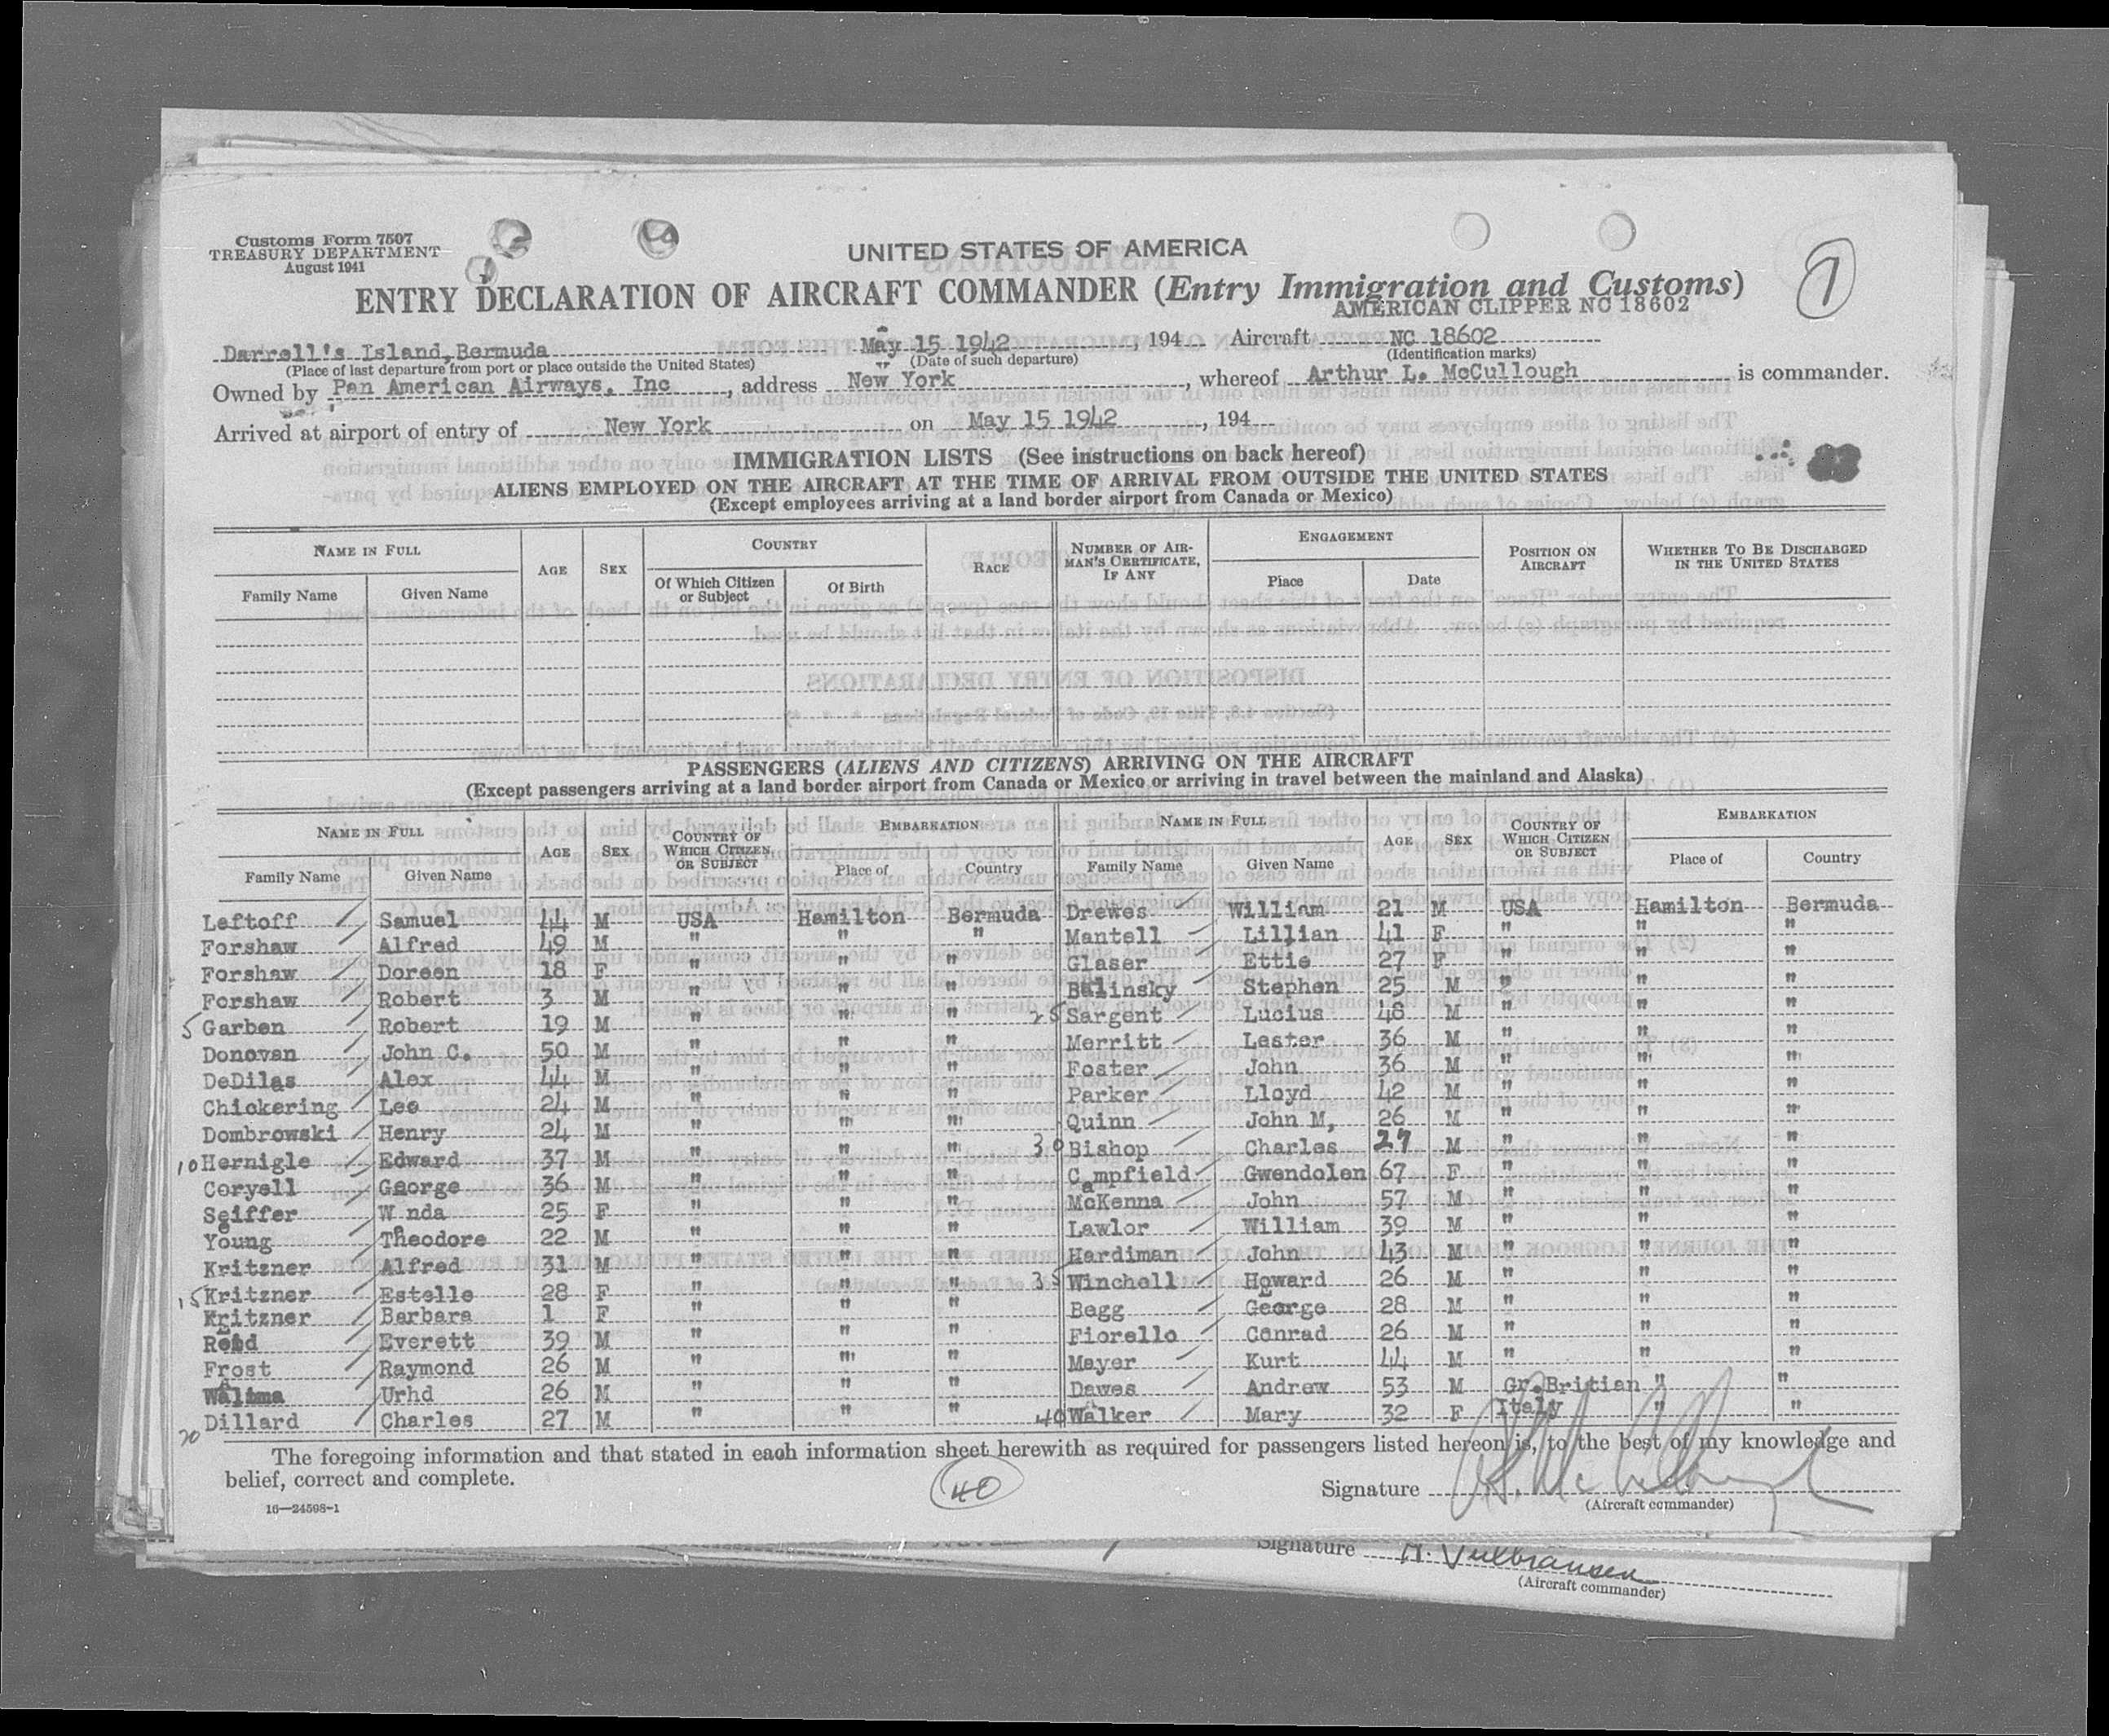 Customs Form 7507
TREASURY DEPARTMENT
August 1941
UNITED STATES OF AMERICA
ENTRY DECLARATION OF AIRCRAFT COMMANDER (Entry Immigration and Customs)
1
AMERICAN CLIPPER NC 18602
Darrell's Island, Bermuda May 15 1942, 194 Aircraft NC 18602
(Place of last departure from port or place outside the United States) (Date of such departure) (Identification marks)
Owned by Pan American Airways, Inc, address New York, whereof Arthur L. McCullough is commander.
Arrived at airport of entry of New York on May 15 1942, 194
IMMIGRATION LISTS (See instructions on back hereof)
ALIENS EMPLOYED ON THE AIRCRAFT AT THE TIME OF ARRIVAL FROM OUTSIDE THE UNITED STATES
(Except employees arriving at a land border airport from Canada or Mexico)
NAME IN FULL AGE SEX COUNTRY RACE NUMBER OF AIRMAN'S CERTIFICATE, IF ANY ENGAGEMENT POSITION ON AIRCRAFT WHETHER TO BE DISCHARGED IN THE UNITED STATES
Family Name Given Name Of Which Citizen or Subject Of Birth Place Date
PASSENGERS (ALIENS AND CITIZENS) ARRIVING ON THE AIRCRAFT
(Except passengers arriving at a land border airport from Canada or Mexico or arriving in travel between the mainland and Alaska)
NAME IN FULL AGE SEX COUNTRY OF WHICH CITIZEN OR SUBJECT EMBARKATION NAME IN FULL AGE SEX COUNTRY OF WHICH CITIZEN OR SUBJECT EMBARKATION
Family Name Given Name Place of Country Family Name Given Name Place of Country
Leftoff Samuel 44 M USA Hamilton Bermuda Drewes William 21 M USA Hamilton Bermuda
Forshaw Alfred 49 M " " " Mantell Lillian 41 F " " "
Forshaw Doreen 18 F " " " Glaser Ettie 27 F " " "
Forshaw Robert 3 M " " " Balinsky Stephen 25 M " " "
5 Garben Robert 19 M " " " 25 Sargent Lucius 48 M " " "
Donovan John C. 50 M " " " Merritt Lester 36 M " " "
DeDilas Alex 44 M " " " Foster John 36 M " " "
Chickering Lee 24 M " " " Parker Lloyd 42 M " " "
Dombrowski Henry 24 M " " " Quinn John M, 26 M " " "
10 Hernigle Edward 37 M " " " 30 Bishop Charles 27 M " " "
Coryell George 36 M " " " Campfield Gwendolen 67 F " " "
Seiffer W nda 25 F " " " McKenna John 57 M " " "
Young Theodore 22 M " " " Lawlor William 39 M " " "
Kritzner Alfred 31 M " " " Hardiman John 43 M " " "
15 Kritzner Estelle 28 F " " " 35 Winchell Howard 26 M " " "
Kritzner Barbara 1 F " " " Begg George 28 M " " "
Everett 39 M " " " Fiorello Conrad 26 M " " "
Frost Raymond 26 M " " " Mayer Kurt 44 M " " "
Urhd 26 M " " " Dawes Andrew 53 M Gr.Britian " "
20 Dillard Charles 27 M " " " 40 Walker Mary 32 F Italy " "
The foregoing information and that stated in each information sheet herewith as required for passengers listed hereon is, to the best of my knowledge and
belief, correct and complete.
40
Signature
(Aircraft commander)
16—24598-1
Signature
(Aircraft commander)